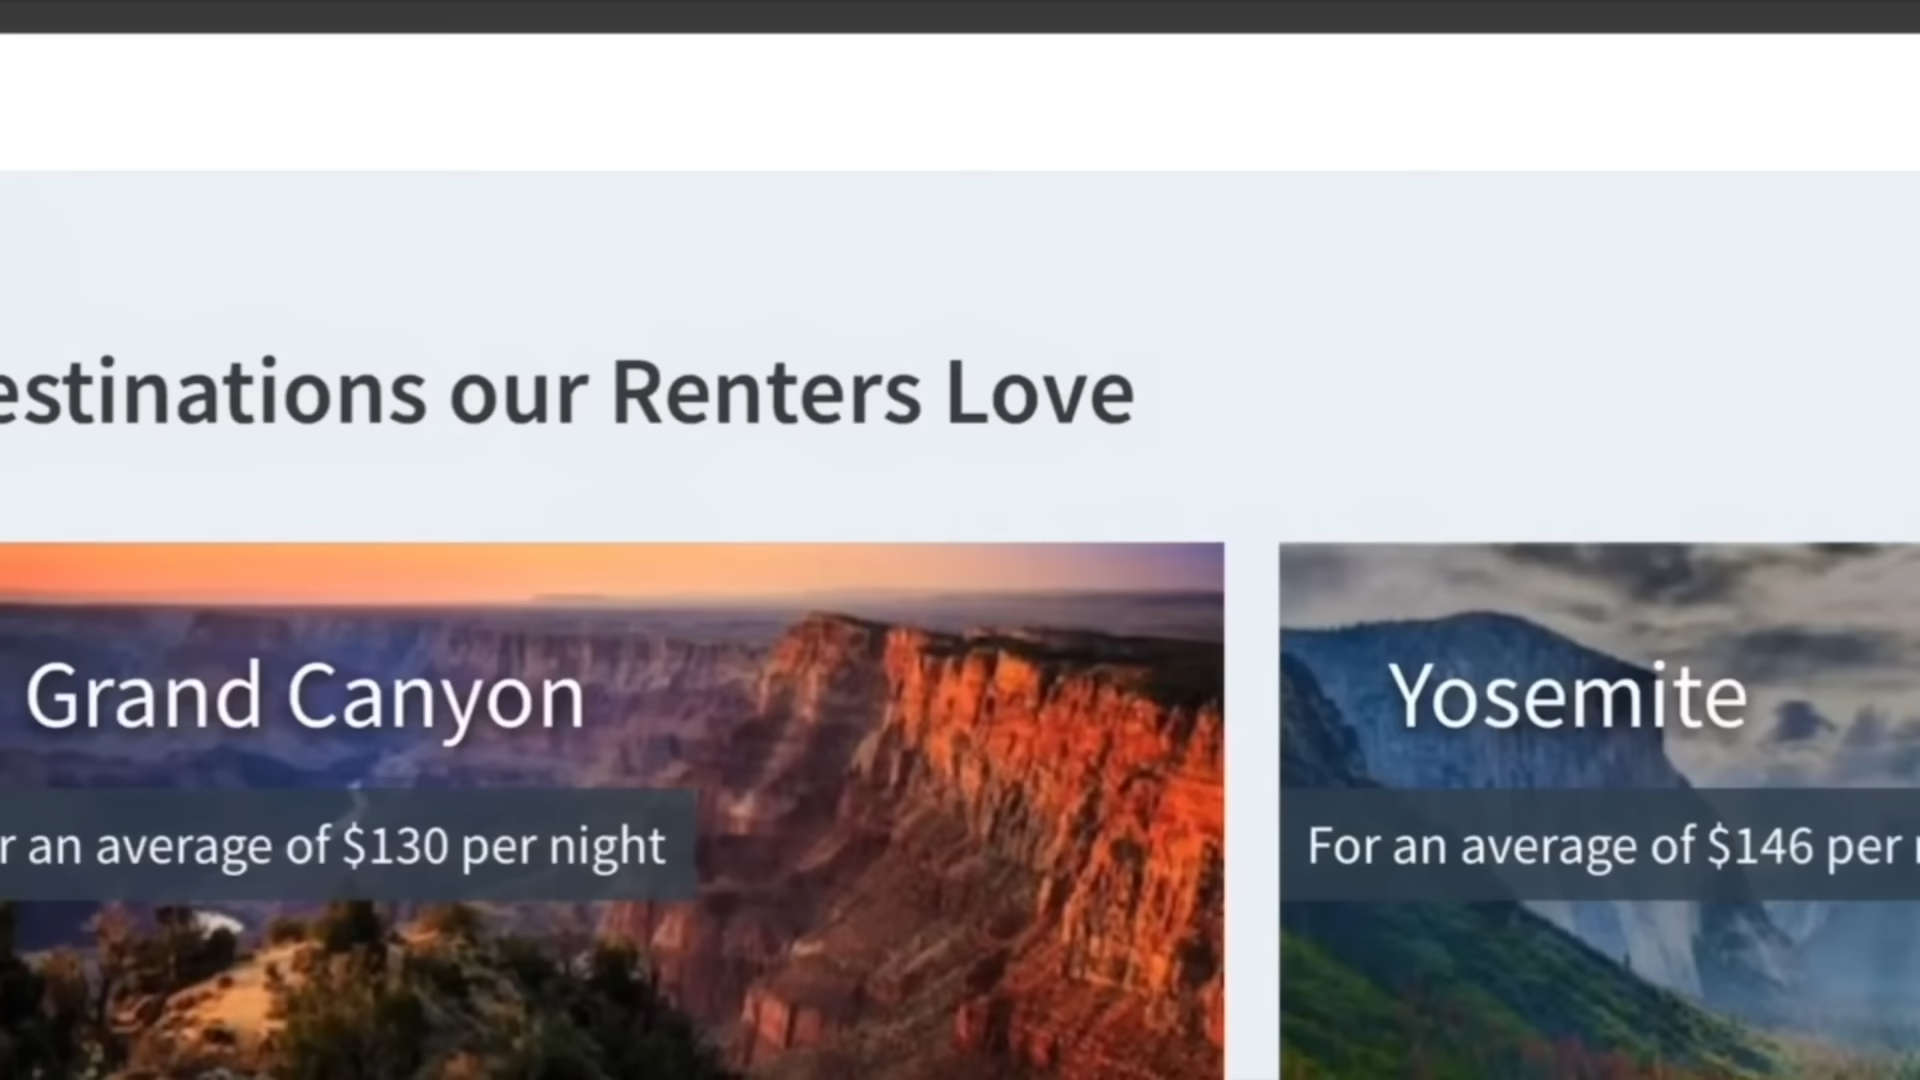 estinations our Renters Love
Grand Canyon
Yosemite
r an average of $130 per night
For an average of $146 per